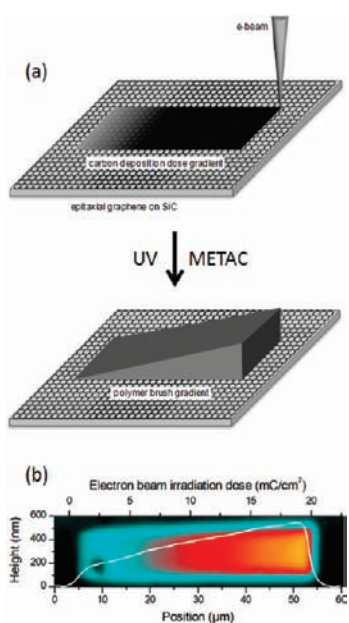 e-beam
(a)
carbon deposition dose gradient
epitaxial graphene on SiC
UV METAC
polymer brush gradient
(b)
Electron beam irradiation dose (mC/cm²)
0 5 10 15 20
Height (nm)
600
400
200
0
0 10 20 30 40 50 60
Position (μm)